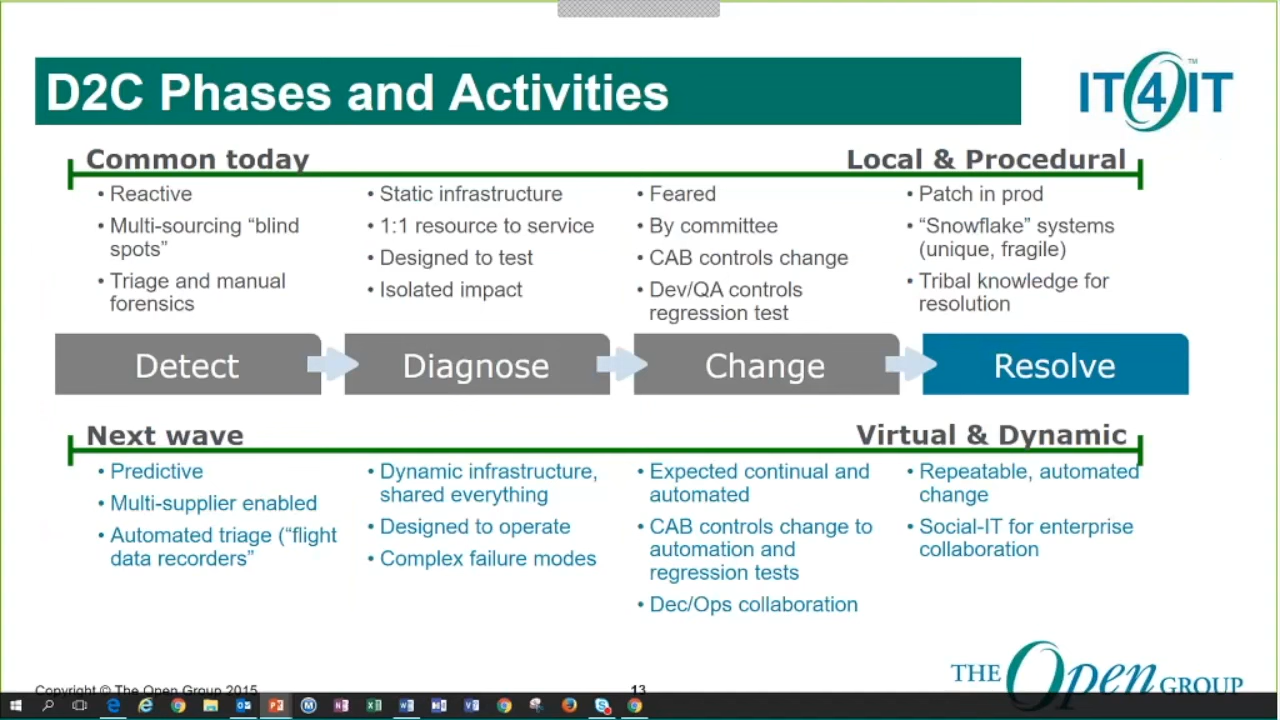 D2C Phases and Activities
IT4IT™
Common today
Local & Procedural
• Reactive
• Multi-sourcing “blind
spots”
• Triage and manual
forensics
• Static infrastructure
• 1:1 resource to service
• Designed to test
• Isolated impact
• Feared
• By committee
• CAB controls change
• Dev/QA controls
regression test
• Patch in prod
• “Snowflake” systems
(unique, fragile)
• Tribal knowledge for
resolution
Detect
Diagnose
Change
Resolve
Next wave
Virtual & Dynamic
• Predictive
• Multi-supplier enabled
• Automated triage (“flight
data recorders”
• Dynamic infrastructure,
shared everything
• Designed to operate
• Complex failure modes
• Expected continual and
automated
• CAB controls change to
automation and
regression tests
• Dec/Ops collaboration
• Repeatable, automated
change
• Social-IT for enterprise
collaboration
THE Open GROUP
Copyright © The Open Group 2015
13